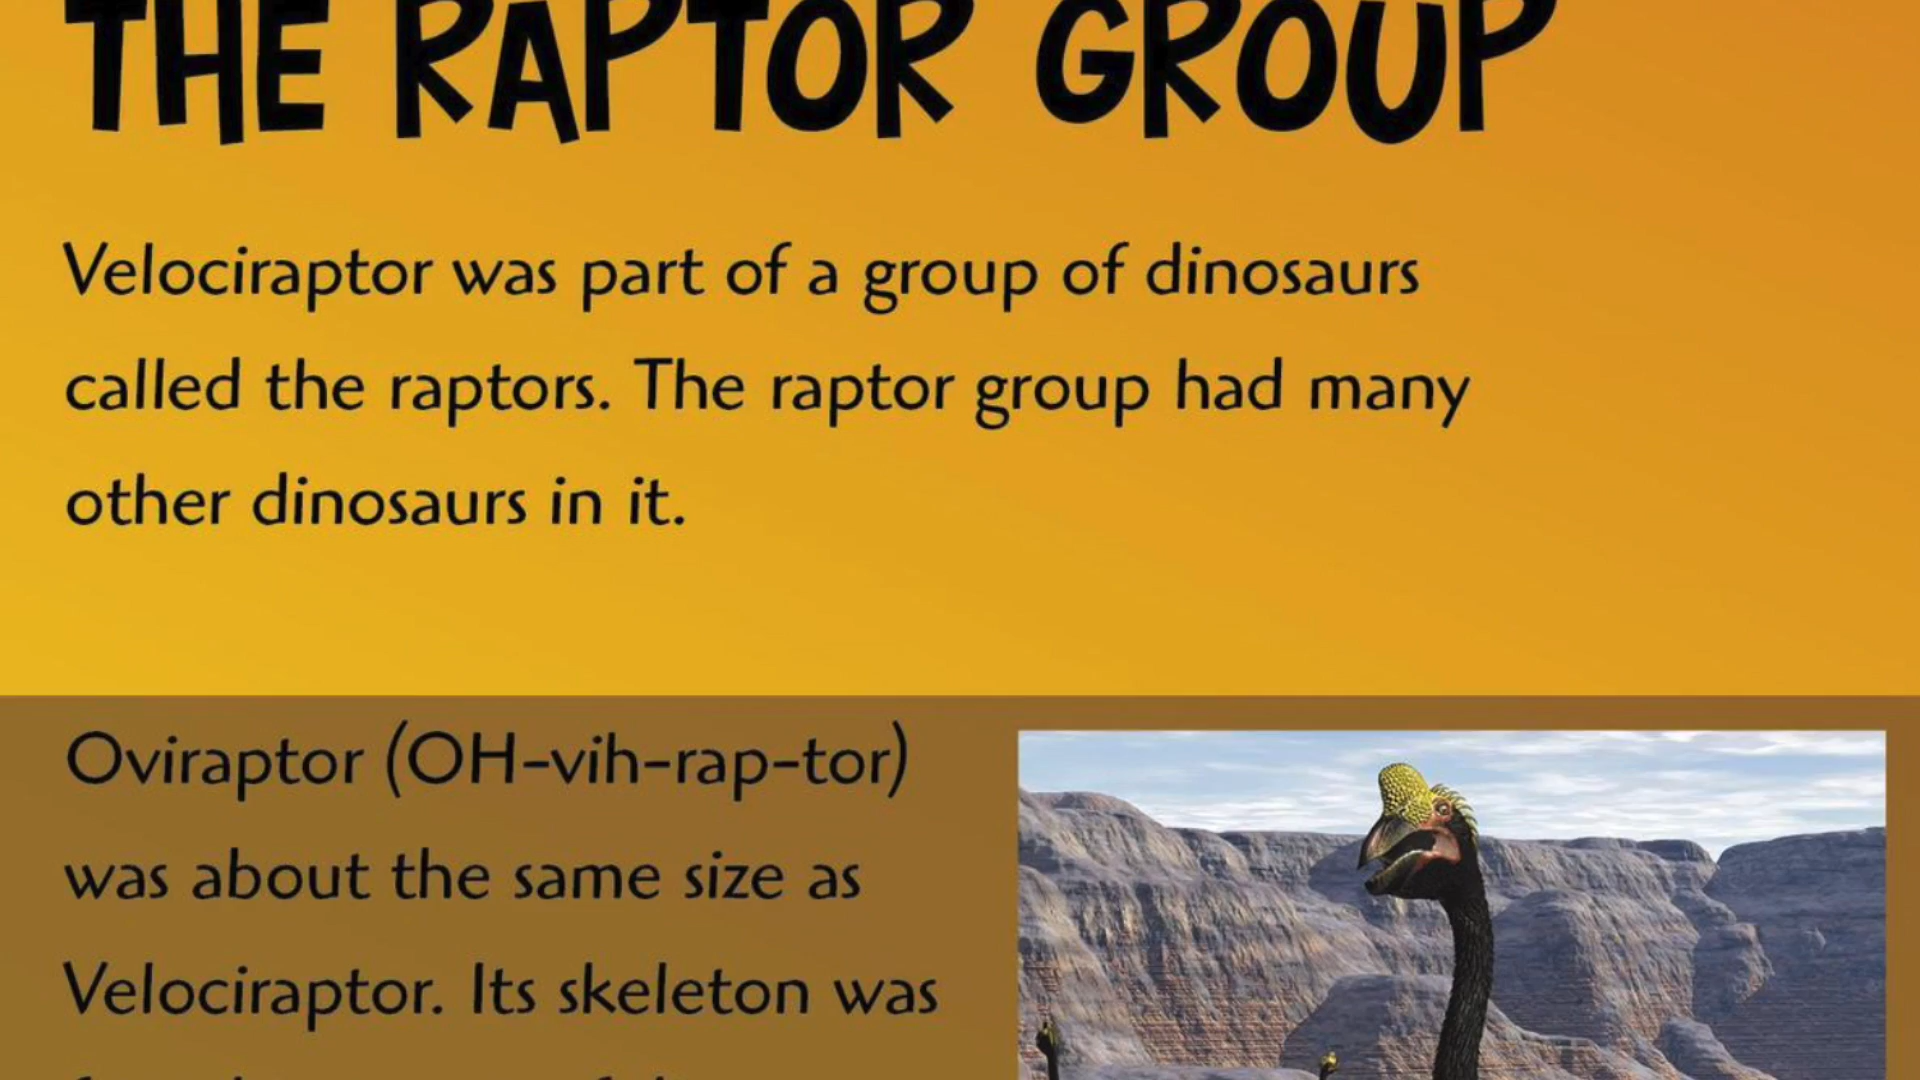 THE RAPTOR GROUP
Velociraptor was part of a group of dinosaurs
called the raptors. The raptor group had many
other dinosaurs in it.
Oviraptor (OH-vih-rap-tor)
was about the same size as
Velociraptor. Its skeleton was